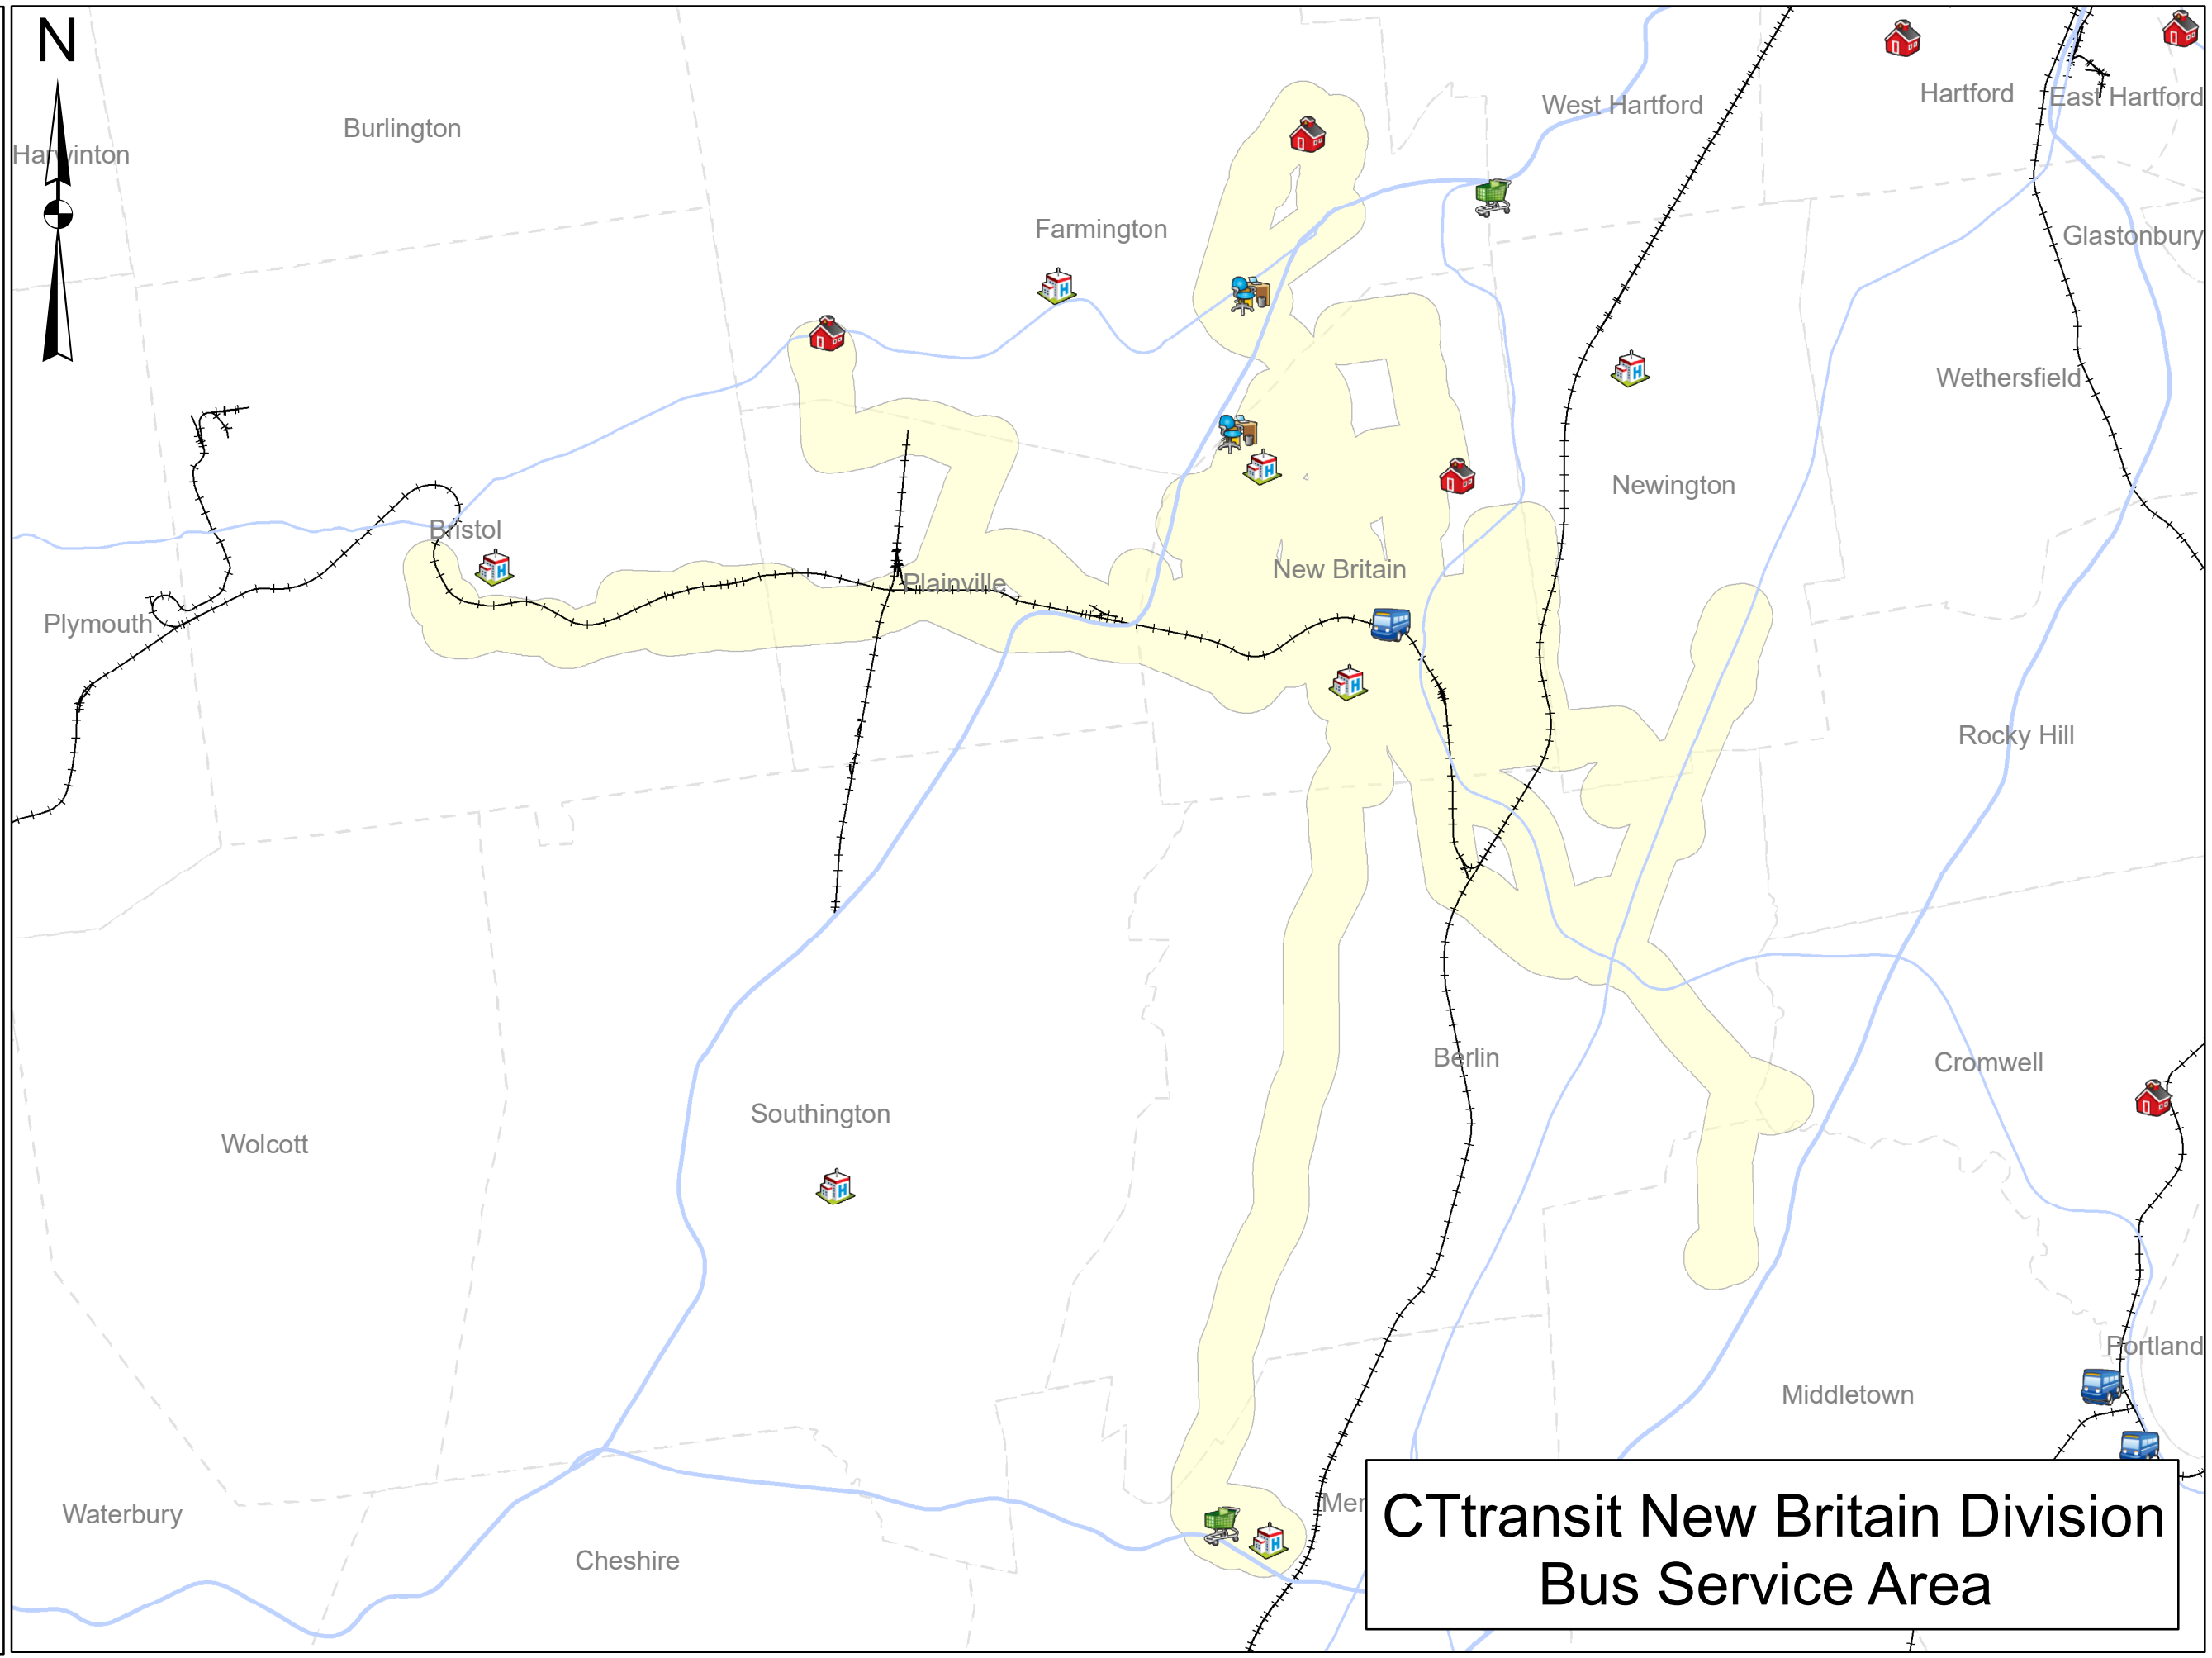 N
Burlington
Harwinton
West Hartford
Hartford
East Hartford
Farmington
Glastonbury
Wethersfield
Newington
Bristol
New Britain
Plainville
Plymouth
Rocky Hill
Berlin
Cromwell
Southington
Wolcott
Portland
Middletown
Mer
Waterbury
Cheshire
CTtransit New Britain Division
Bus Service Area
H
H
H
H
H
H
H